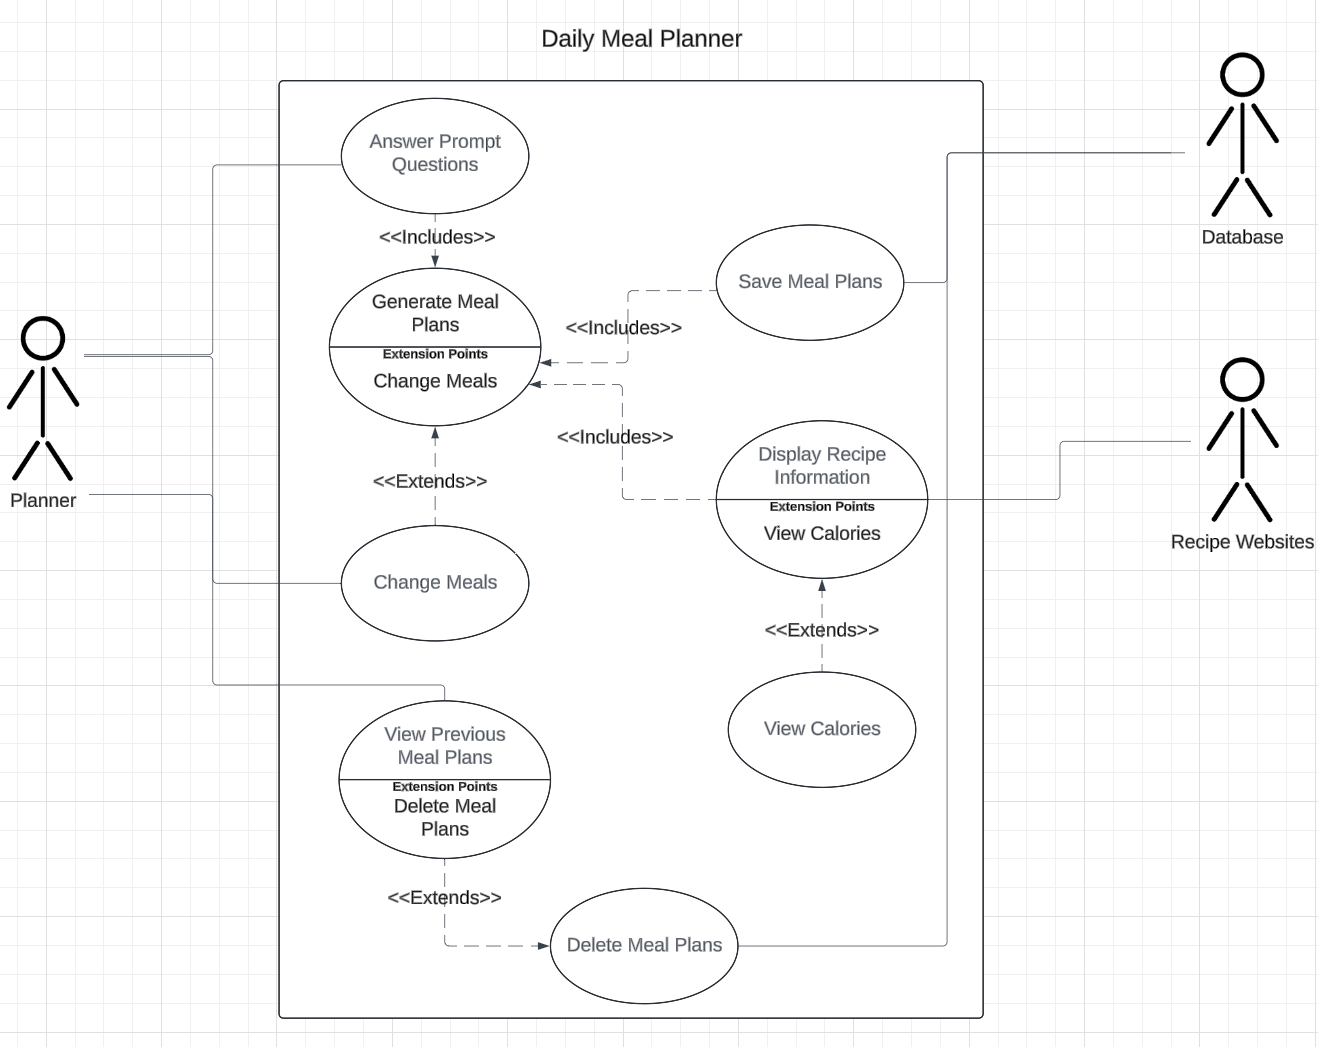 Daily Meal Planner
Answer Prompt
Questions
<<Includes>>
Generate Meal
Plans
Extension Points
Change Meals
<<Extends>>
Change Meals
View Previous
Meal Plans
Extension Points
Delete Meal
Plans
<<Extends>>
Delete Meal Plans
Save Meal Plans
<<Includes>>
<<Includes>>
Display Recipe
Information
Extension Points
View Calories
<<Extends>>
View Calories
Planner
Database
Recipe Websites